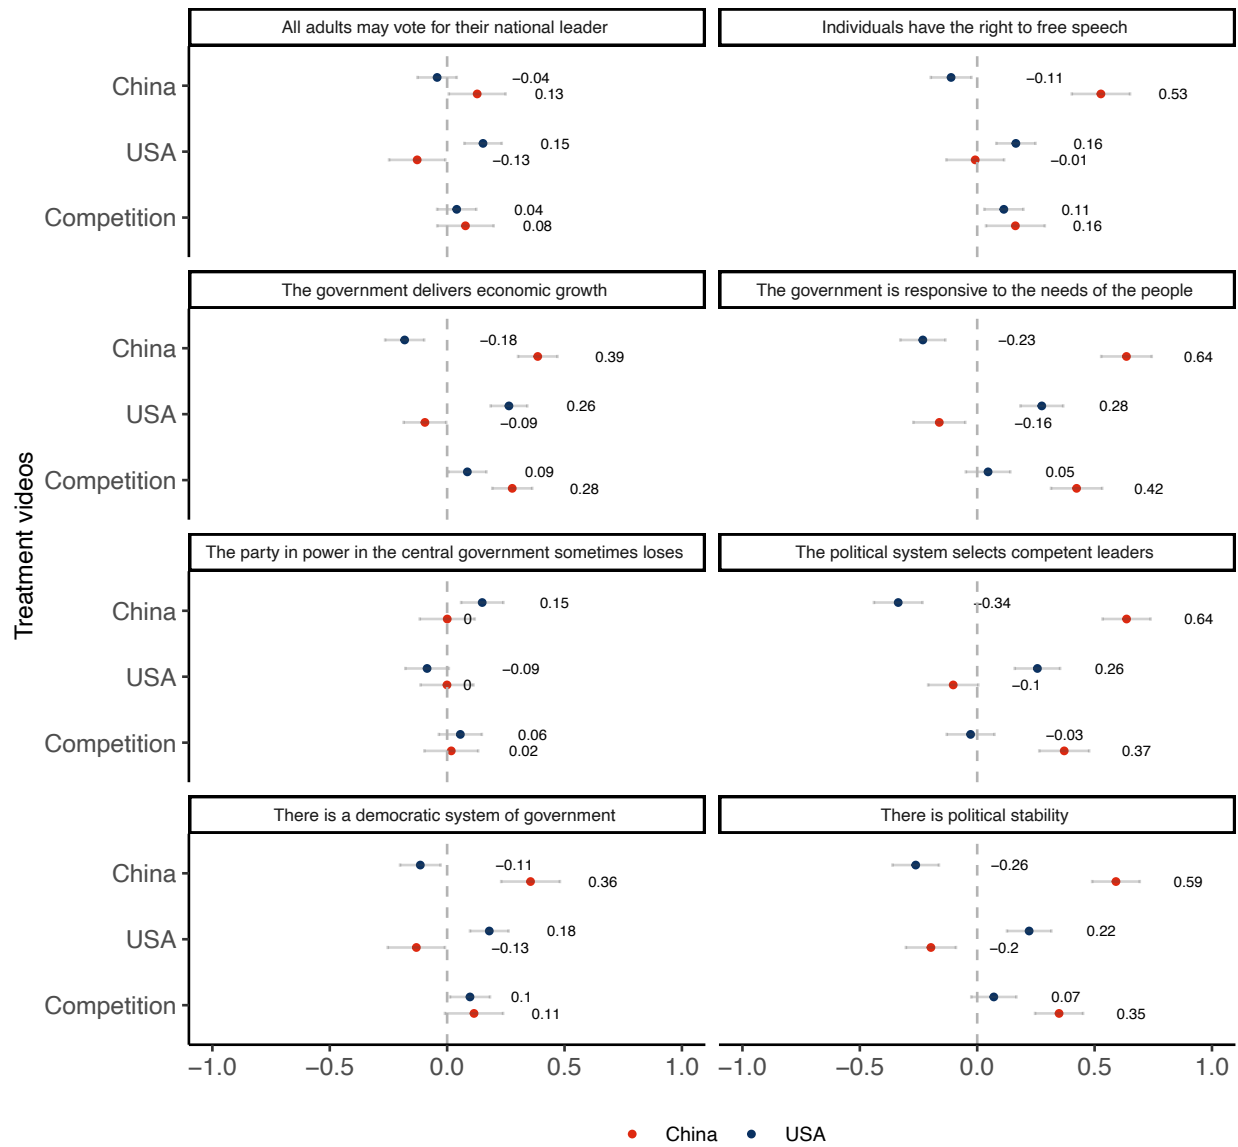 All adults may vote for their national leader
Individuals have the right to free speech
China
−0.04
0.13
−0.11
0.53
USA
0.15
−0.13
0.16
−0.01
Competition
0.04
0.08
0.11
0.16
The government delivers economic growth
The government is responsive to the needs of the people
China
−0.18
0.39
−0.23
0.64
USA
0.26
−0.09
0.28
−0.16
Competition
0.09
0.28
0.05
0.42
Treatment videos
The party in power in the central government sometimes loses
The political system selects competent leaders
China
0.15
0
−0.34
0.64
USA
−0.09
0
0.26
−0.1
Competition
0.06
0.02
−0.03
0.37
There is a democratic system of government
There is political stability
China
−0.11
0.36
−0.26
0.59
USA
0.18
−0.13
0.22
−0.2
Competition
0.1
0.11
0.07
0.35
−1.0 −0.5 0.0 0.5 1.0
−1.0 −0.5 0.0 0.5 1.0
China USA